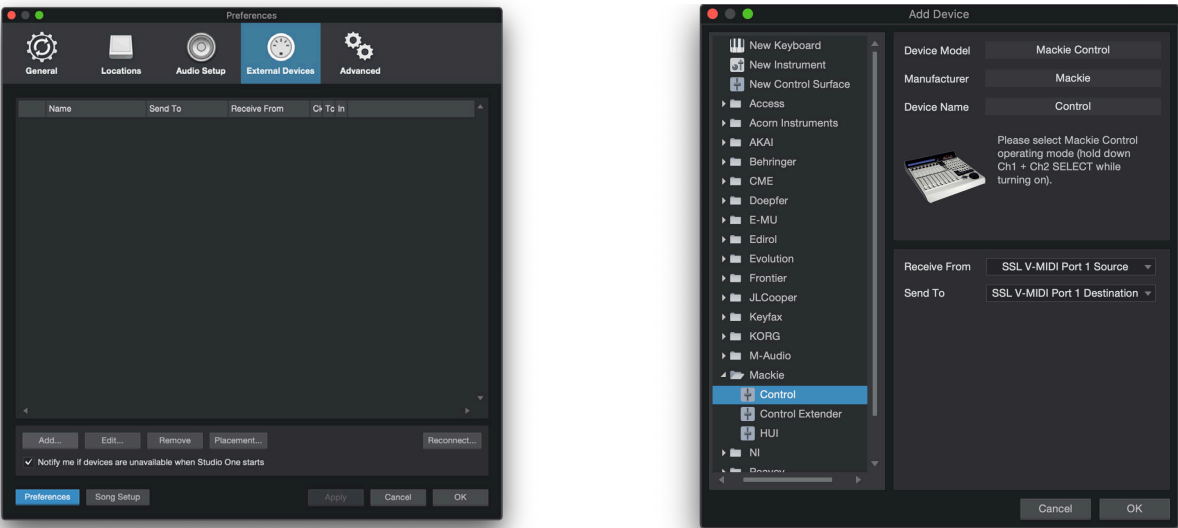 Preferences
General
Locations
Audio Setup
External Devices
Advanced
Name Send To Receive From Tc In
Add... Edit... Remove Placement... Reconnect...
Notify me if devices are unavailable when Studio One starts
Preferences Song Setup Apply Cancel OK
Add Device
New Keyboard
New Instrument
New Control Surface
Access
Acorn Instruments
AKAI
Behringer
CME
Doepfer
E-MU
Edirol
Evolution
Frontier
JLCooper
Keyfax
KORG
M-Audio
Mackie
Control
Control Extender
HUI
NI
Device Model Mackie Control
Manufacturer Mackie
Device Name Control
Please select Mackie Control
operating mode (hold down
Ch1 + Ch2 SELECT while
turning on).
Receive From SSL V-MIDI Port 1 Source
Send To SSL V-MIDI Port 1 Destination
Cancel OK